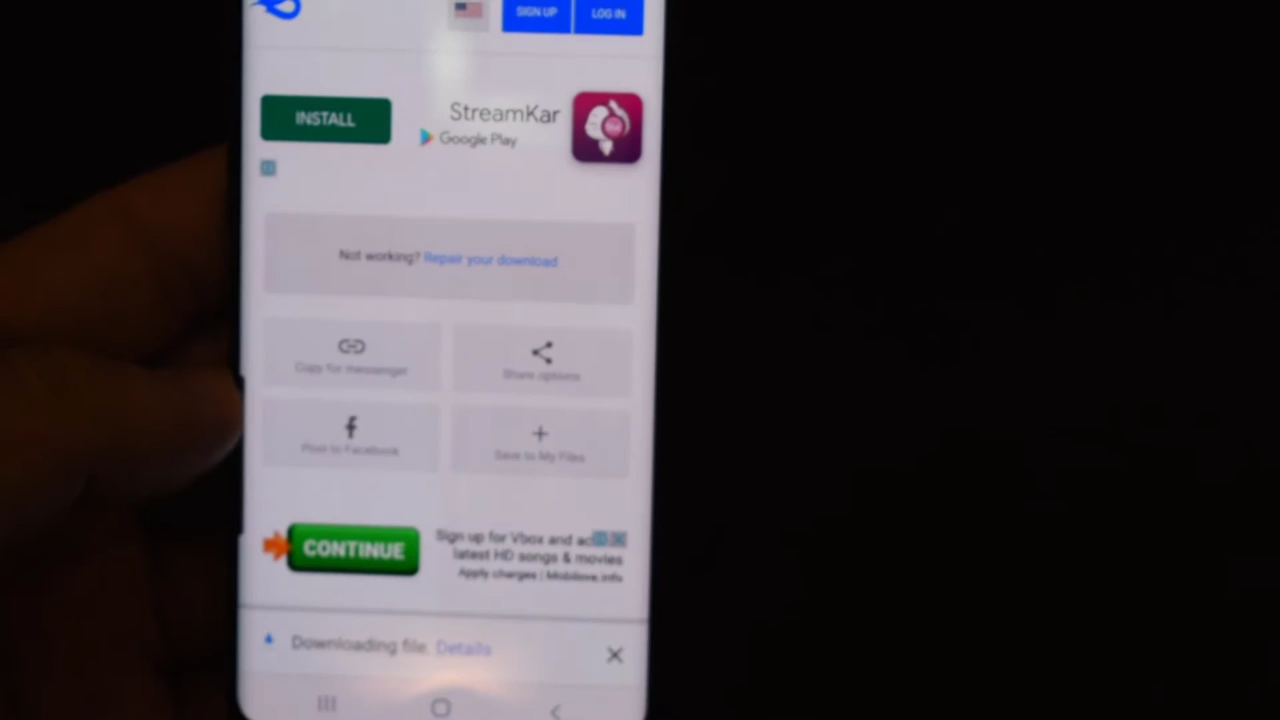 SIGN UP
LOG IN
INSTALL
StreamKar
Google Play
Not working? Repair your download
Copy for messenger
Share options
Post to Facebook
Save to My Files
CONTINUE
Sign up for Vbox and ac
latest HD songs & movies
Apply charges | Mobilove.info
Downloading file. Details